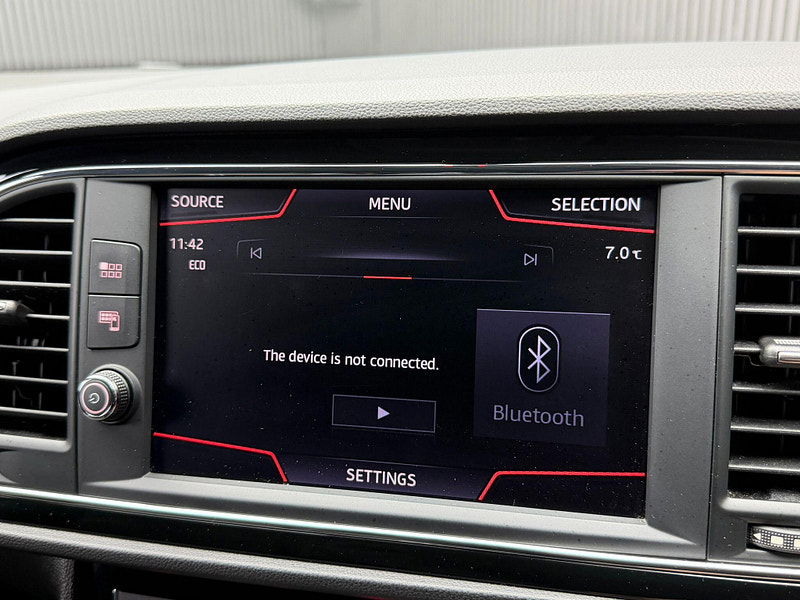 SOURCE
MENU
SELECTION
11:42
7.0°C
ECO
The device is not connected.
Bluetooth
SETTINGS